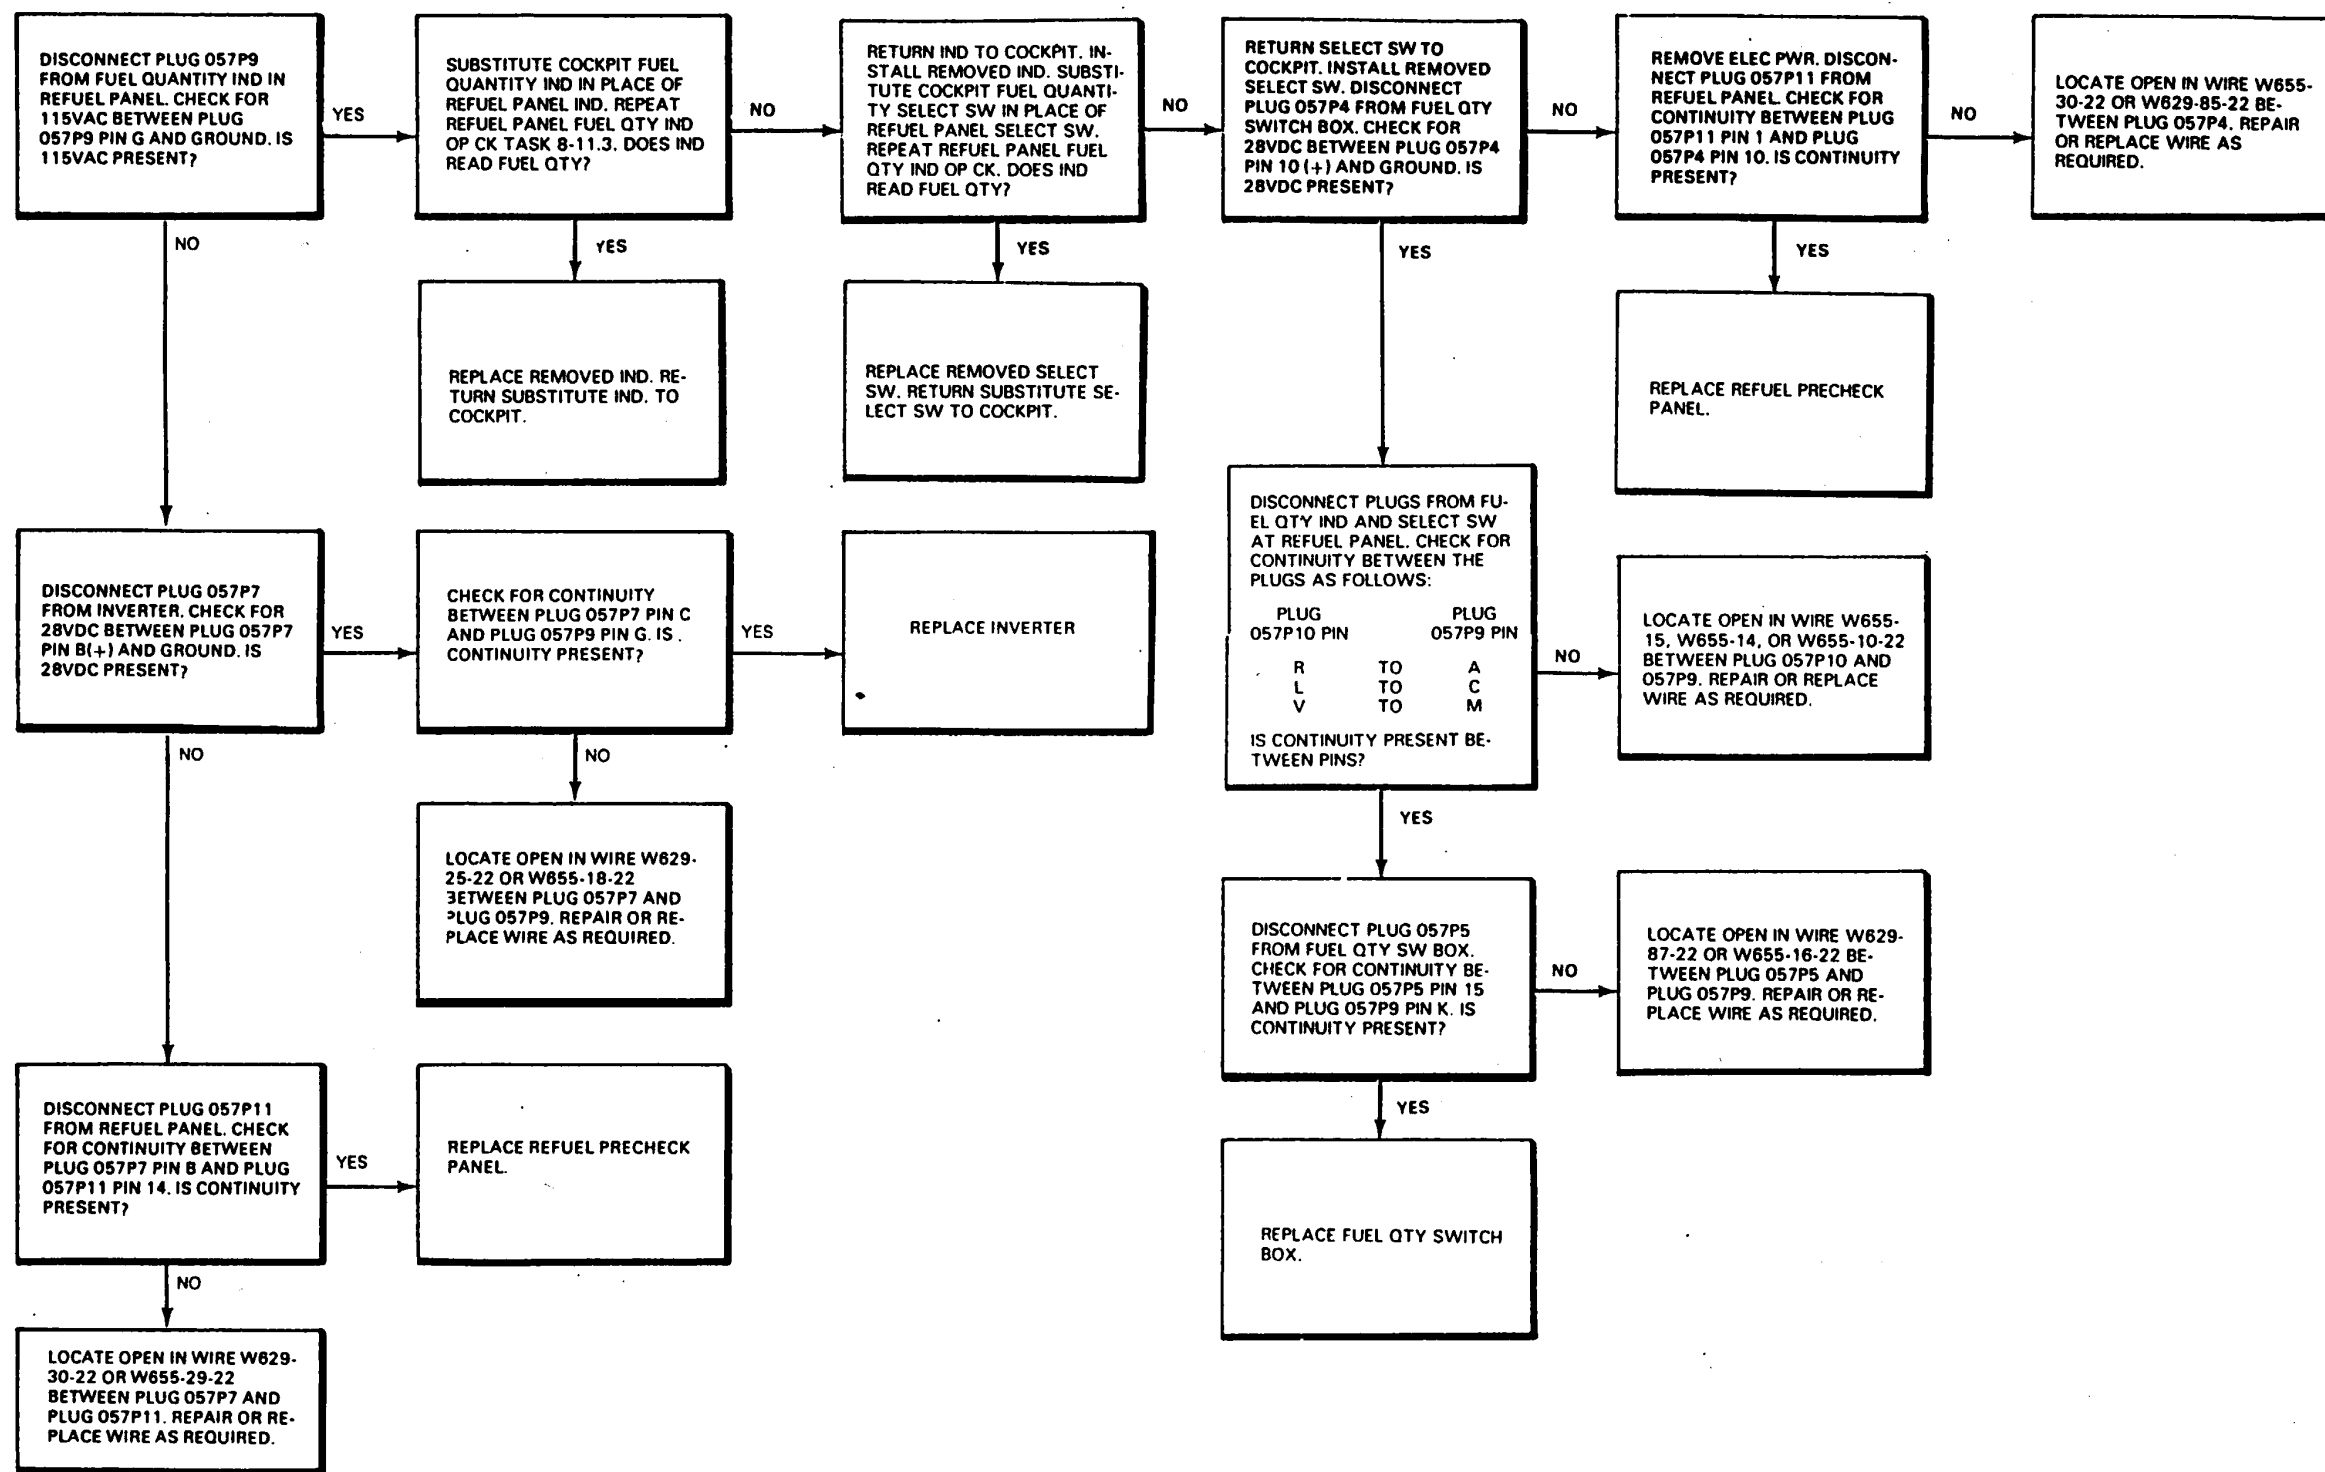 DISCONNECT PLUG 057P9
FROM FUEL QUANTITY IND IN
REFUEL PANEL. CHECK FOR
115VAC BETWEEN PLUG
057P9 PIN G AND GROUND. IS
115VAC PRESENT?
YES
SUBSTITUTE COCKPIT FUEL
QUANTITY IND IN PLACE OF
REFUEL PANEL IND. REPEAT
REFUEL PANEL FUEL QTY IND
OP CK TASK 8-11.3. DOES IND
READ FUEL QTY?
NO
RETURN IND TO COCKPIT. IN-
STALL REMOVED IND. SUBSTI-
TUTE COCKPIT FUEL QUANTI-
TY SELECT SW IN PLACE OF
REFUEL PANEL SELECT SW.
REPEAT REFUEL PANEL FUEL
QTY IND OP CK. DOES IND
READ FUEL QTY?
NO
RETURN SELECT SW TO
COCKPIT. INSTALL REMOVED
SELECT SW. DISCONNECT
PLUG 057P4 FROM FUEL QTY
SWITCH BOX. CHECK FOR
28VDC BETWEEN PLUG 057P4
PIN 10 (+) AND GROUND. IS
28VDC PRESENT?
NO
REMOVE ELEC PWR. DISCON-
NECT PLUG 057P11 FROM
REFUEL PANEL. CHECK FOR
CONTINUITY BETWEEN PLUG
057P11 PIN 1 AND PLUG
057P4 PIN 10. IS CONTINUITY
PRESENT?
NO
LOCATE OPEN IN WIRE W655-
30-22 OR W629-85-22 BE-
TWEEN PLUG 057P4. REPAIR
OR REPLACE WIRE AS
REQUIRED.
NO
YES
YES
YES
YES
REPLACE REMOVED IND. RE-
TURN SUBSTITUTE IND. TO
COCKPIT.
REPLACE REMOVED SELECT
SW. RETURN SUBSTITUTE SE-
LECT SW TO COCKPIT.
REPLACE REFUEL PRECHECK
PANEL.
DISCONNECT PLUGS FROM FU-
EL QTY IND AND SELECT SW
AT REFUEL PANEL. CHECK FOR
CONTINUITY BETWEEN THE
PLUGS AS FOLLOWS:
PLUG PLUG
057P10 PIN 057P9 PIN
R TO A
L TO C
V TO M
IS CONTINUITY PRESENT BE-
TWEEN PINS?
NO
LOCATE OPEN IN WIRE W655-
15, W655-14, OR W655-10-22
BETWEEN PLUG 057P10 AND
057P9. REPAIR OR REPLACE
WIRE AS REQUIRED.
DISCONNECT PLUG 057P7
FROM INVERTER. CHECK FOR
28VDC BETWEEN PLUG 057P7
PIN B(+) AND GROUND. IS
28VDC PRESENT?
YES
CHECK FOR CONTINUITY
BETWEEN PLUG 057P7 PIN C
AND PLUG 057P9 PIN G. IS
CONTINUITY PRESENT?
YES
REPLACE INVERTER
NO
NO
YES
LOCATE OPEN IN WIRE W629-
25-22 OR W655-18-22
BETWEEN PLUG 057P7 AND
PLUG 057P9. REPAIR OR RE-
PLACE WIRE AS REQUIRED.
DISCONNECT PLUG 057P5
FROM FUEL QTY SW BOX.
CHECK FOR CONTINUITY BE-
TWEEN PLUG 057P5 PIN 15
AND PLUG 057P9 PIN K. IS
CONTINUITY PRESENT?
NO
LOCATE OPEN IN WIRE W629-
87-22 OR W655-16-22 BE-
TWEEN PLUG 057P5 AND
PLUG 057P9. REPAIR OR RE-
PLACE WIRE AS REQUIRED.
DISCONNECT PLUG 057P11
FROM REFUEL PANEL. CHECK
FOR CONTINUITY BETWEEN
PLUG 057P7 PIN B AND PLUG
057P11 PIN 14. IS CONTINUITY
PRESENT?
YES
REPLACE REFUEL PRECHECK
PANEL.
YES
REPLACE FUEL QTY SWITCH
BOX.
NO
LOCATE OPEN IN WIRE W629-
30-22 OR W655-29-22
BETWEEN PLUG 057P7 AND
PLUG 057P11. REPAIR OR RE-
PLACE WIRE AS REQUIRED.